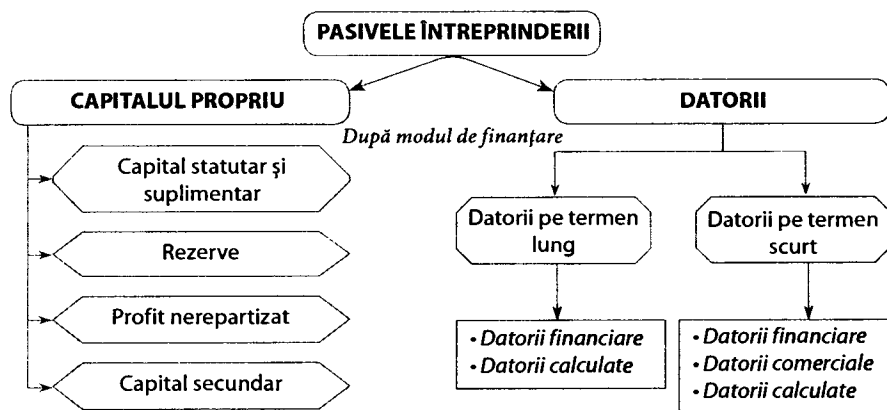 PASIVELE ÎNTREPRINDERII
CAPITALUL PROPRIU
DATORII
După modul de finanțare
Capital statutar și
suplimentar
Rezerve
Profit nerepartizat
Capital secundar
Datorii pe termen
lung
Datorii pe termen
scurt
• Datorii financiare
• Datorii calculate
• Datorii financiare
• Datorii comerciale
• Datorii calculate